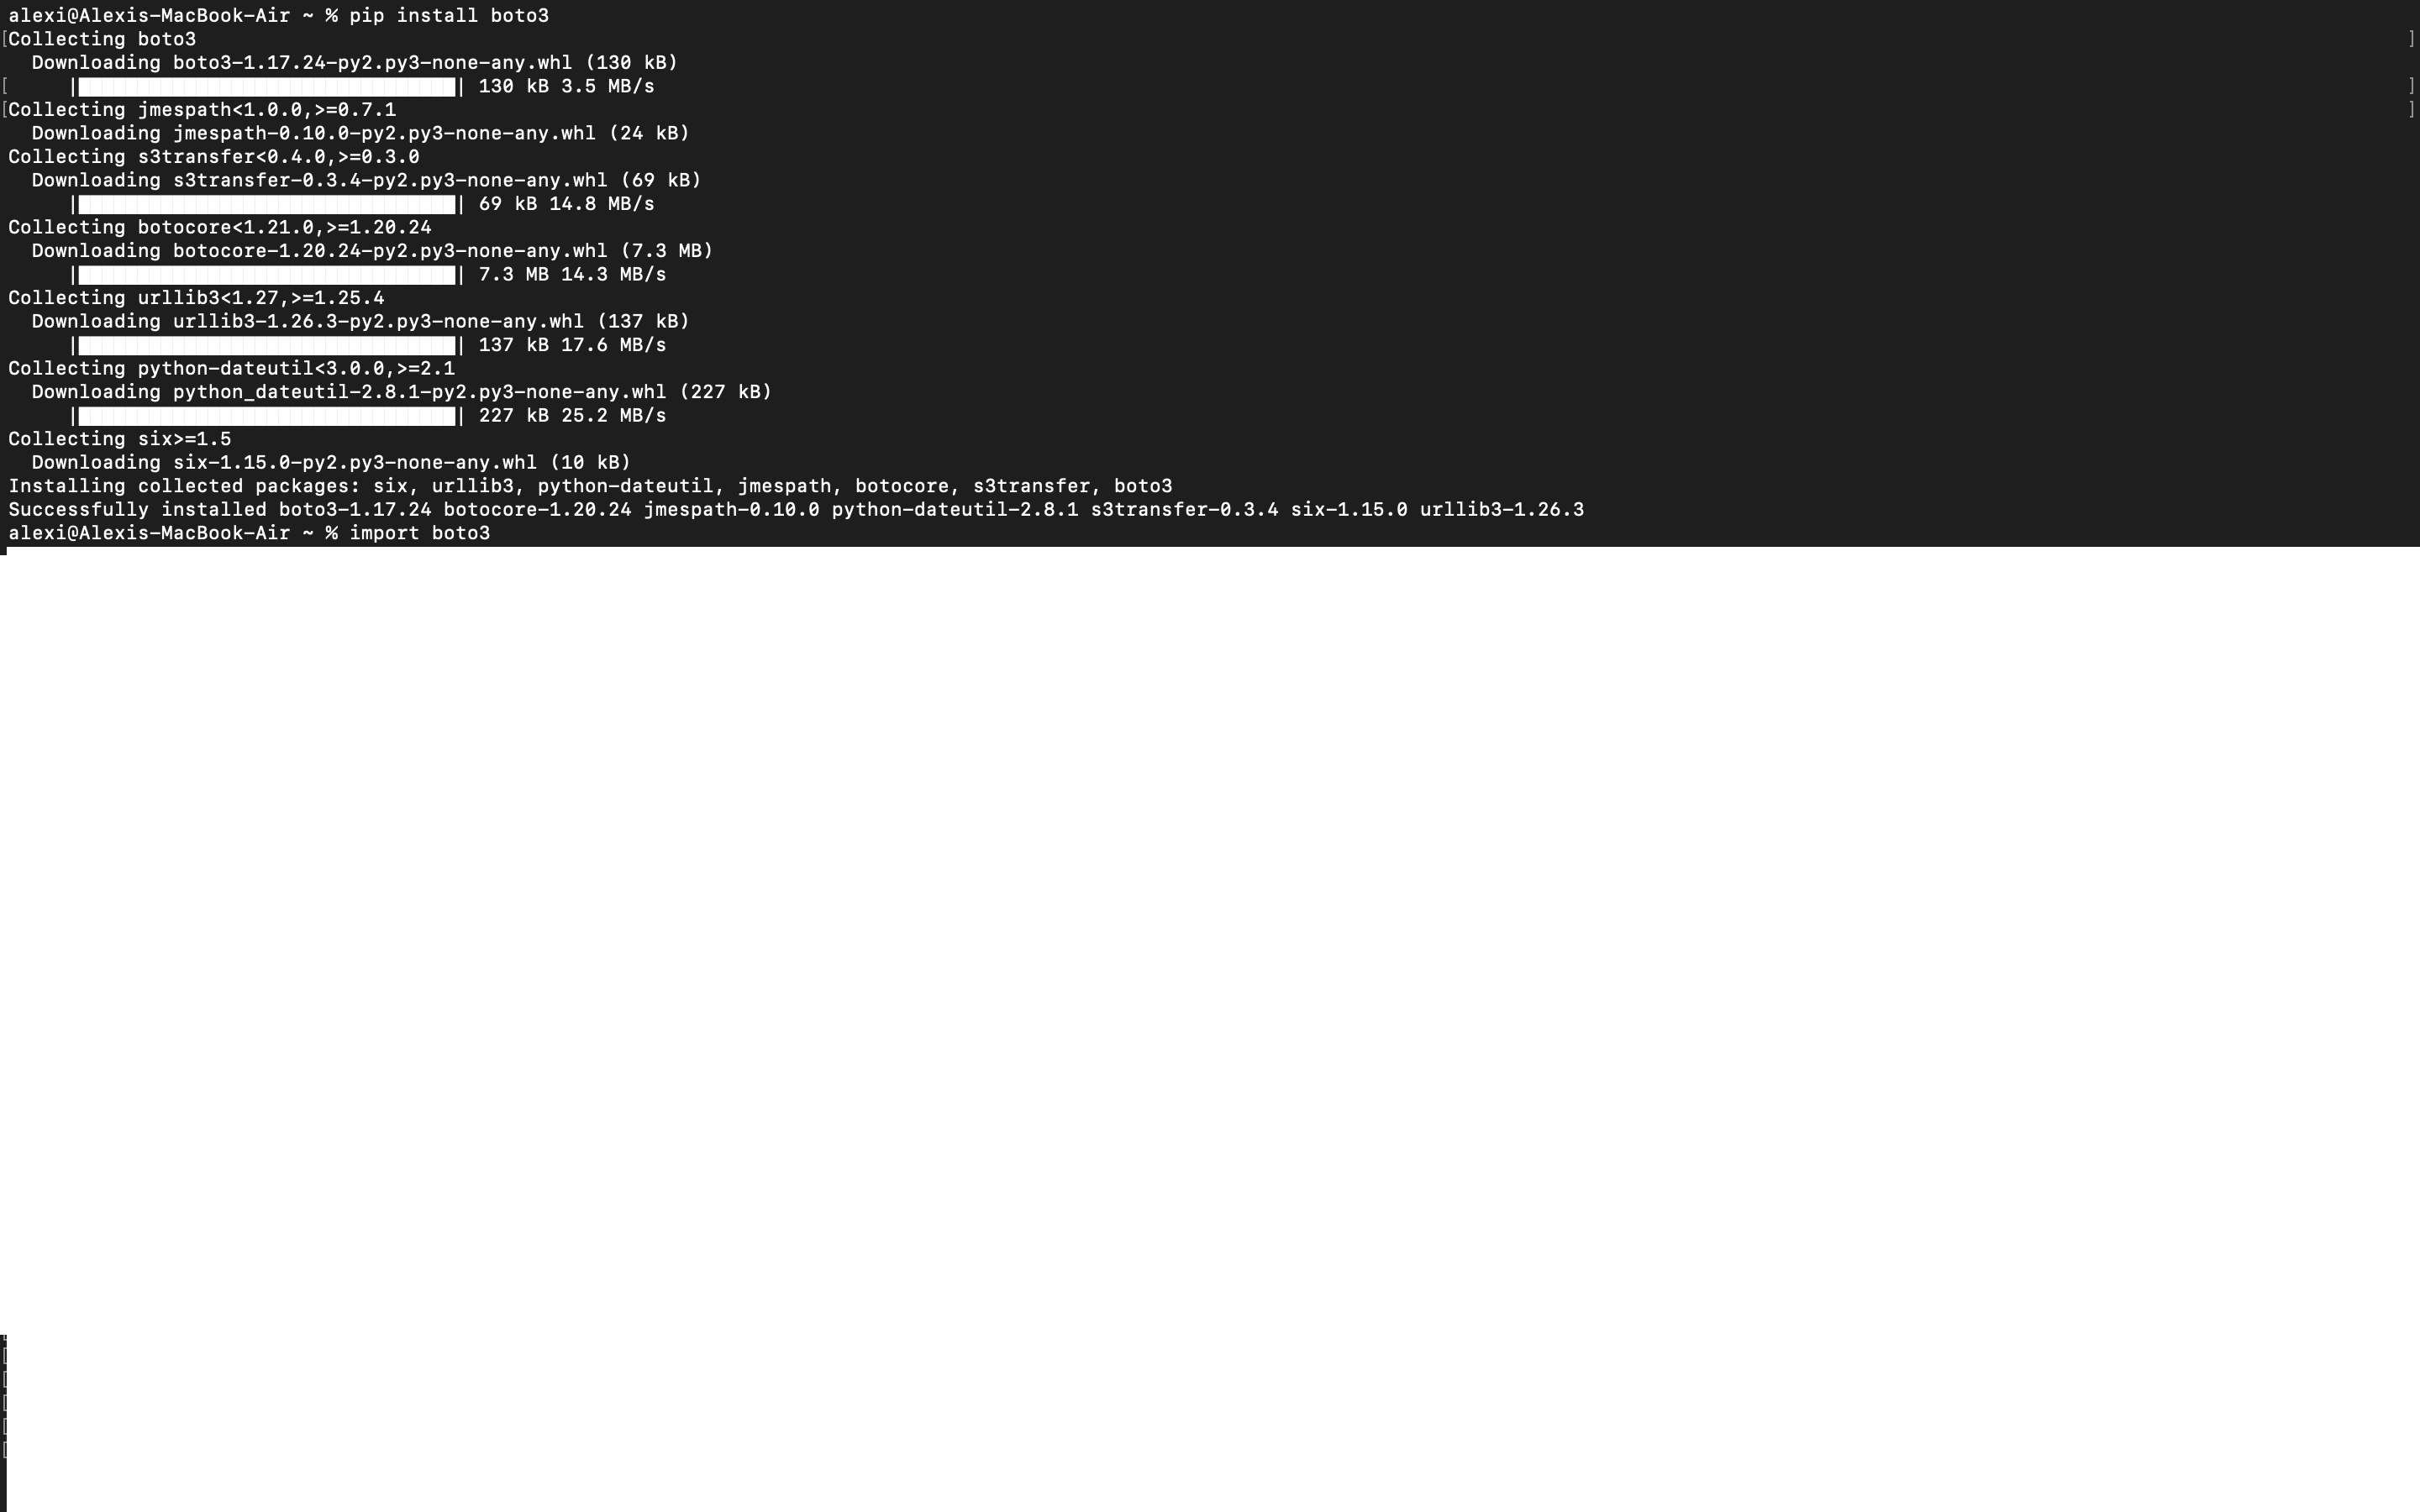 alexi@Alexis-MacBook-Air ~ % pip install boto3
[Collecting boto3 ]
  Downloading boto3-1.17.24-py2.py3-none-any.whl (130 kB)
[     |████████████████████████████████| 130 kB 3.5 MB/s ]
[Collecting jmespath<1.0.0,>=0.7.1 ]
  Downloading jmespath-0.10.0-py2.py3-none-any.whl (24 kB)
Collecting s3transfer<0.4.0,>=0.3.0
  Downloading s3transfer-0.3.4-py2.py3-none-any.whl (69 kB)
     |████████████████████████████████| 69 kB 14.8 MB/s
Collecting botocore<1.21.0,>=1.20.24
  Downloading botocore-1.20.24-py2.py3-none-any.whl (7.3 MB)
     |████████████████████████████████| 7.3 MB 14.3 MB/s
Collecting urllib3<1.27,>=1.25.4
  Downloading urllib3-1.26.3-py2.py3-none-any.whl (137 kB)
     |████████████████████████████████| 137 kB 17.6 MB/s
Collecting python-dateutil<3.0.0,>=2.1
  Downloading python_dateutil-2.8.1-py2.py3-none-any.whl (227 kB)
     |████████████████████████████████| 227 kB 25.2 MB/s
Collecting six>=1.5
  Downloading six-1.15.0-py2.py3-none-any.whl (10 kB)
Installing collected packages: six, urllib3, python-dateutil, jmespath, botocore, s3transfer, boto3
Successfully installed boto3-1.17.24 botocore-1.20.24 jmespath-0.10.0 python-dateutil-2.8.1 s3transfer-0.3.4 six-1.15.0 urllib3-1.26.3
alexi@Alexis-MacBook-Air ~ % import boto3
[
[
[
[
[
[